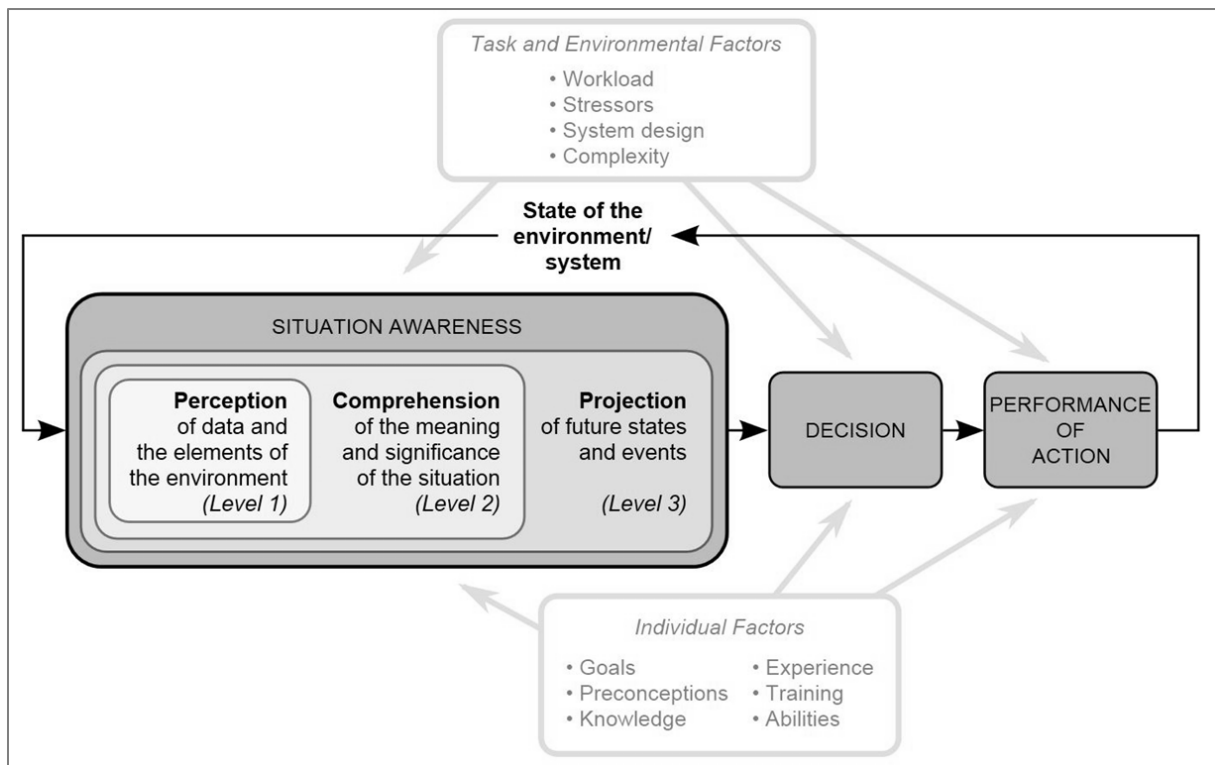 Task and Environmental Factors
• Workload
• Stressors
• System design
• Complexity
State of the
environment/
system
SITUATION AWARENESS
Perception
of data and
the elements of
the environment
(Level 1)
Comprehension
of the meaning
and significance
of the situation
(Level 2)
Projection
of future states
and events
(Level 3)
DECISION
PERFORMANCE
OF
ACTION
Individual Factors
• Goals
• Preconceptions
• Knowledge
• Experience
• Training
• Abilities